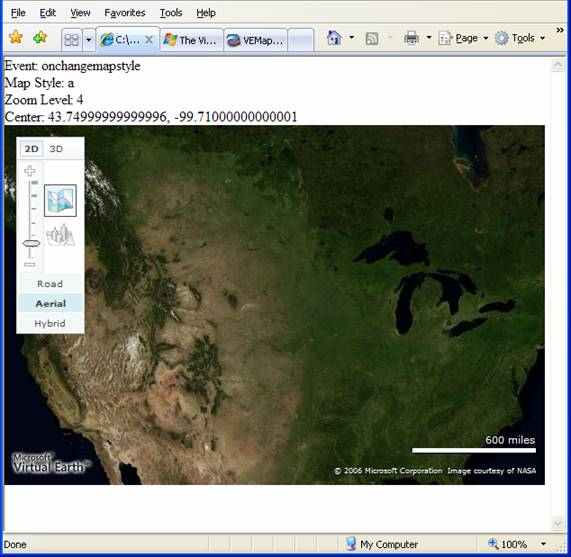 File Edit View Favorites Tools Help
C:\... The Vi... VEMap... Page Tools »
Event: onchangemapstyle
Map Style: a
Zoom Level: 4
Center: 43.74999999999996, -99.71000000000001
2D 3D
Road
Aerial
Hybrid
600 miles
Microsoft
Virtual Earth™
© 2006 Microsoft Corporation Image courtesy of NASA
Done My Computer 100%